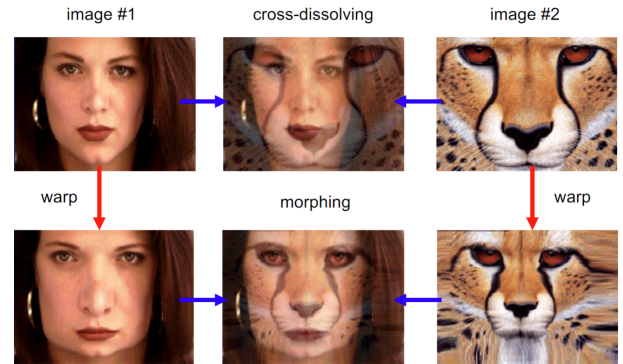 image #1
cross-dissolving
image #2
warp
morphing
warp